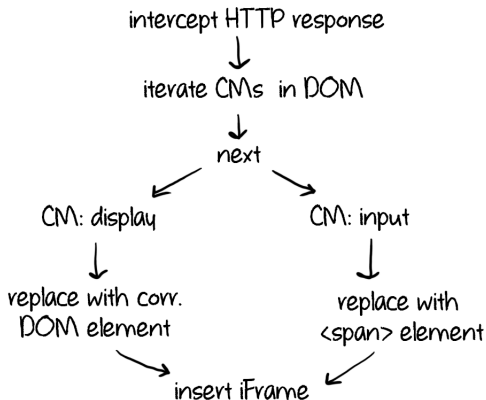 intercept HTTP response
iterate CMs in DOM
next
CM: display
CM: input
replace with corr.
DOM element
replace with
<span> element
insert iFrame